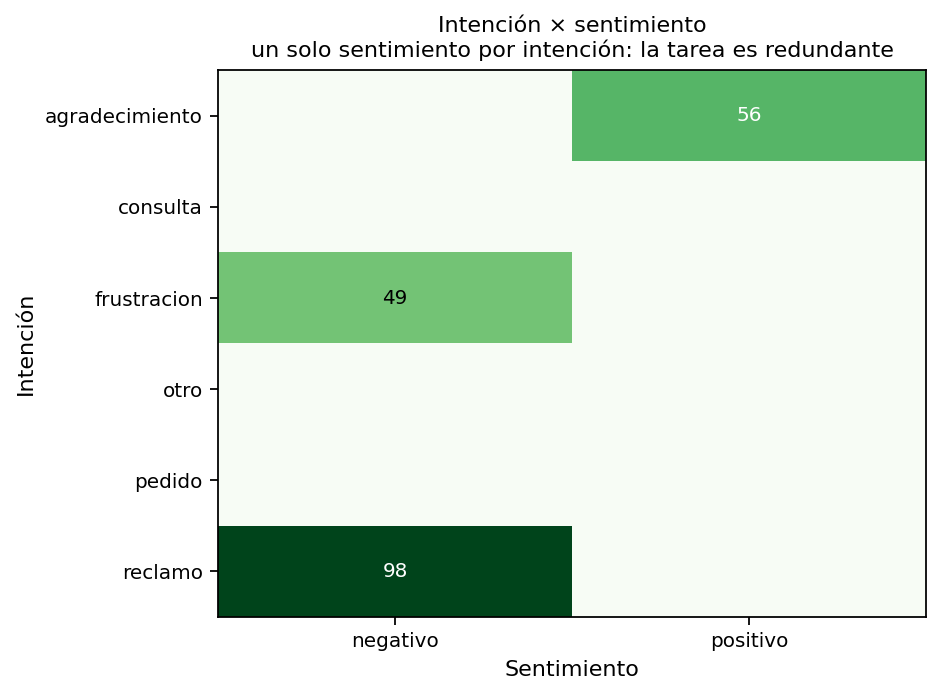 Intención × sentimiento
un solo sentimiento por intención: la tarea es redundante
agradecimiento
56
consulta
frustracion
49
otro
pedido
reclamo
98
negativo
positivo
Sentimiento
Intención